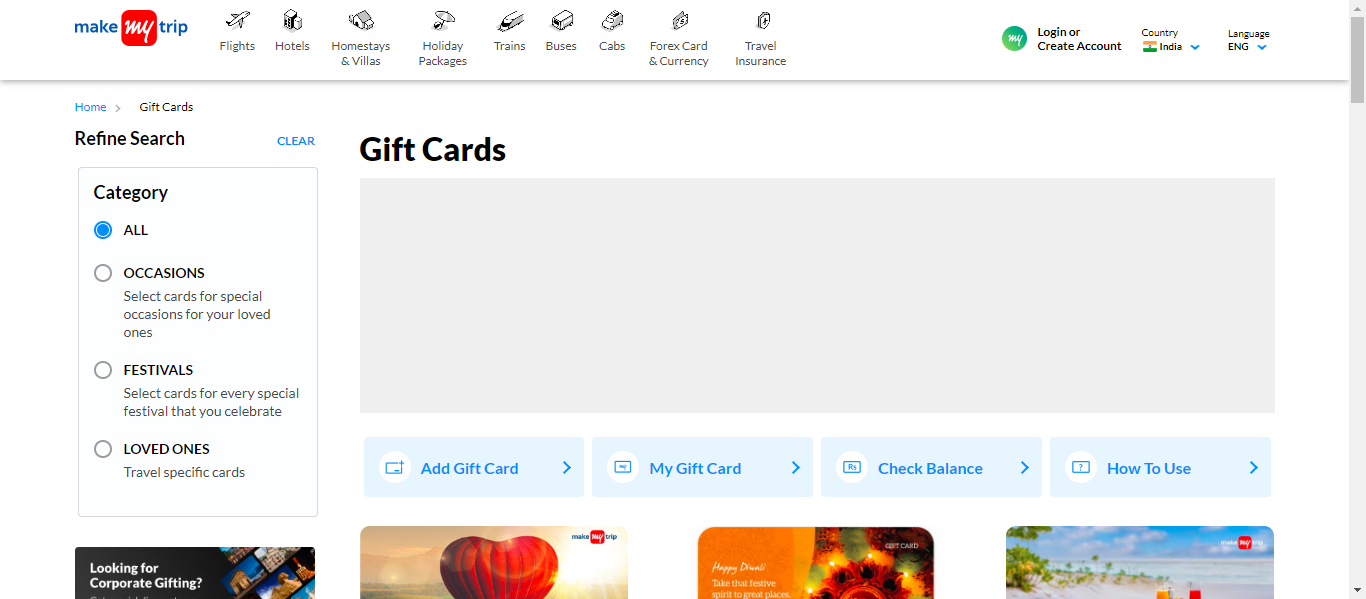 make my trip
Flights
Hotels
Homestays
& Villas
Holiday
Packages
Trains
Buses
Cabs
Forex Card
& Currency
Travel
Insurance
my
Login or
Create Account
Country
India
Language
ENG
Home
Gift Cards
Refine Search
CLEAR
Category
ALL
OCCASIONS
Select cards for special
occasions for your loved
ones
FESTIVALS
Select cards for every special
festival that you celebrate
LOVED ONES
Travel specific cards
Looking for
Corporate Gifting?
Gift Cards
Add Gift Card
my
My Gift Card
Rs
Check Balance
?
How To Use
make my trip
GIFT CARD
Happy Diwali
Take that festive
spirit to great places.
make my trip